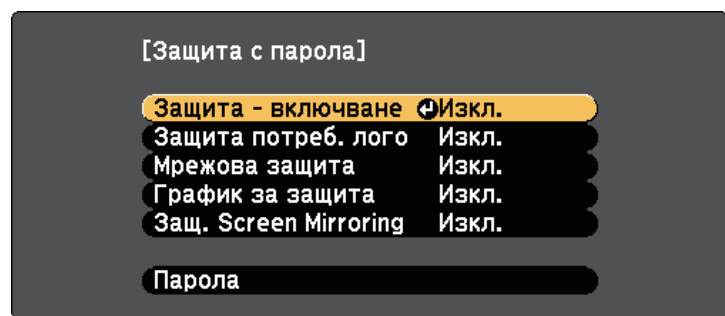 [Защита с парола]
Защита - включване Изкл.
Защита потреб. лого Изкл.
Мрежова защита Изкл.
График за защита Изкл.
Защ. Screen Mirroring Изкл.
Парола